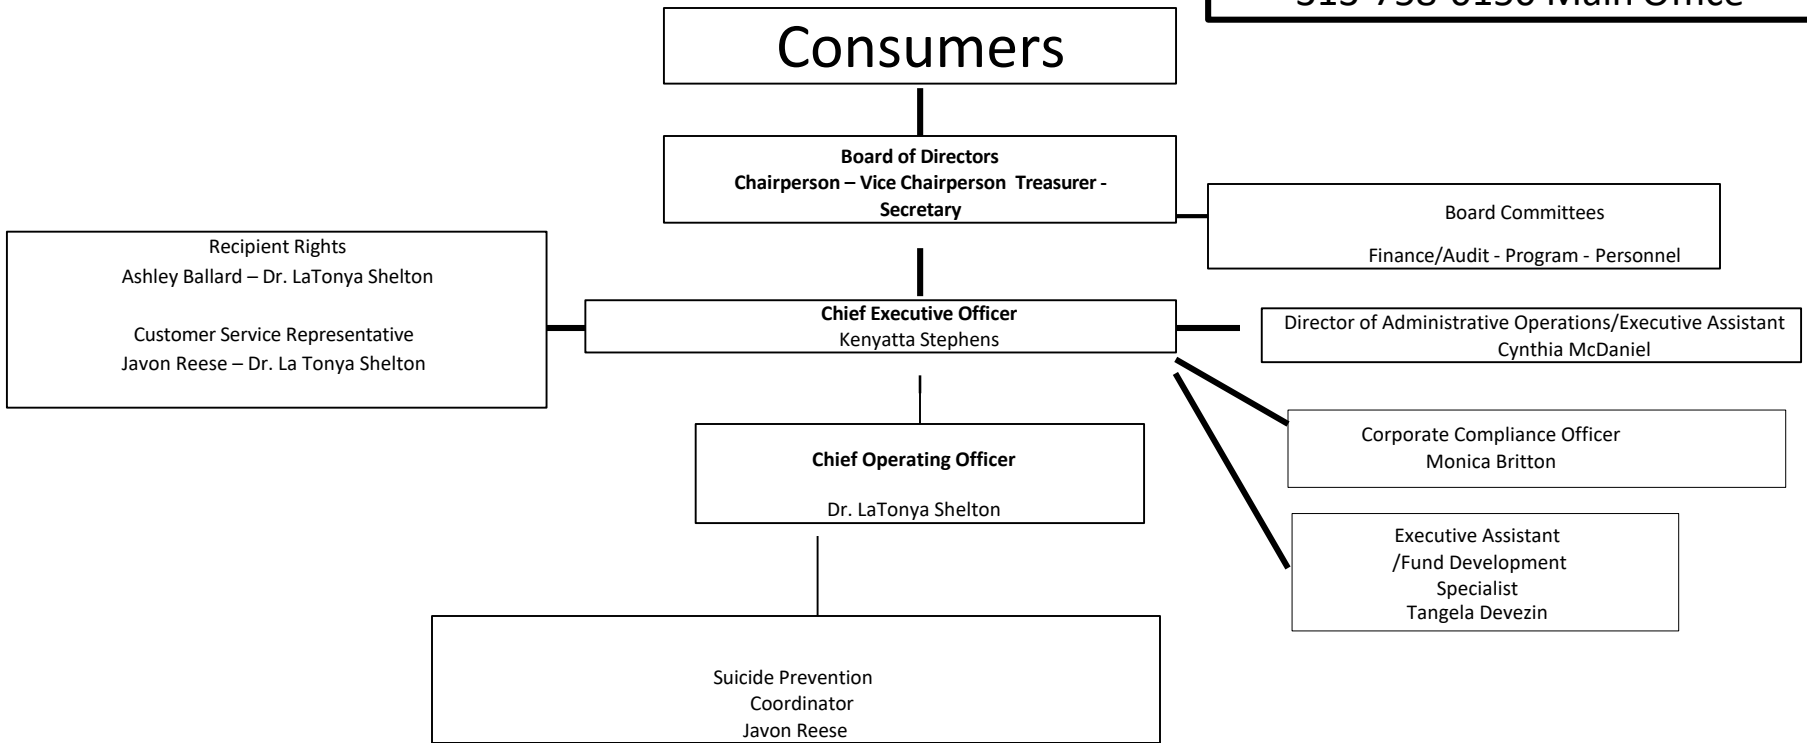 Main Office
Consumers
Board of Directors
Chairperson – Vice Chairperson Treasurer -
Secretary
Board Committees
Finance/Audit - Program - Personnel
Recipient Rights
Ashley Ballard – Dr. LaTonya Shelton
Customer Service Representative
Javon Reese – Dr. La Tonya Shelton
Chief Executive Officer
Kenyatta Stephens
Director of Administrative Operations/Executive Assistant
Cynthia McDaniel
Corporate Compliance Officer
Monica Britton
Chief Operating Officer
Dr. LaTonya Shelton
Executive Assistant
/Fund Development
Specialist
Tangela Devezin
Suicide Prevention
Coordinator
Javon Reese